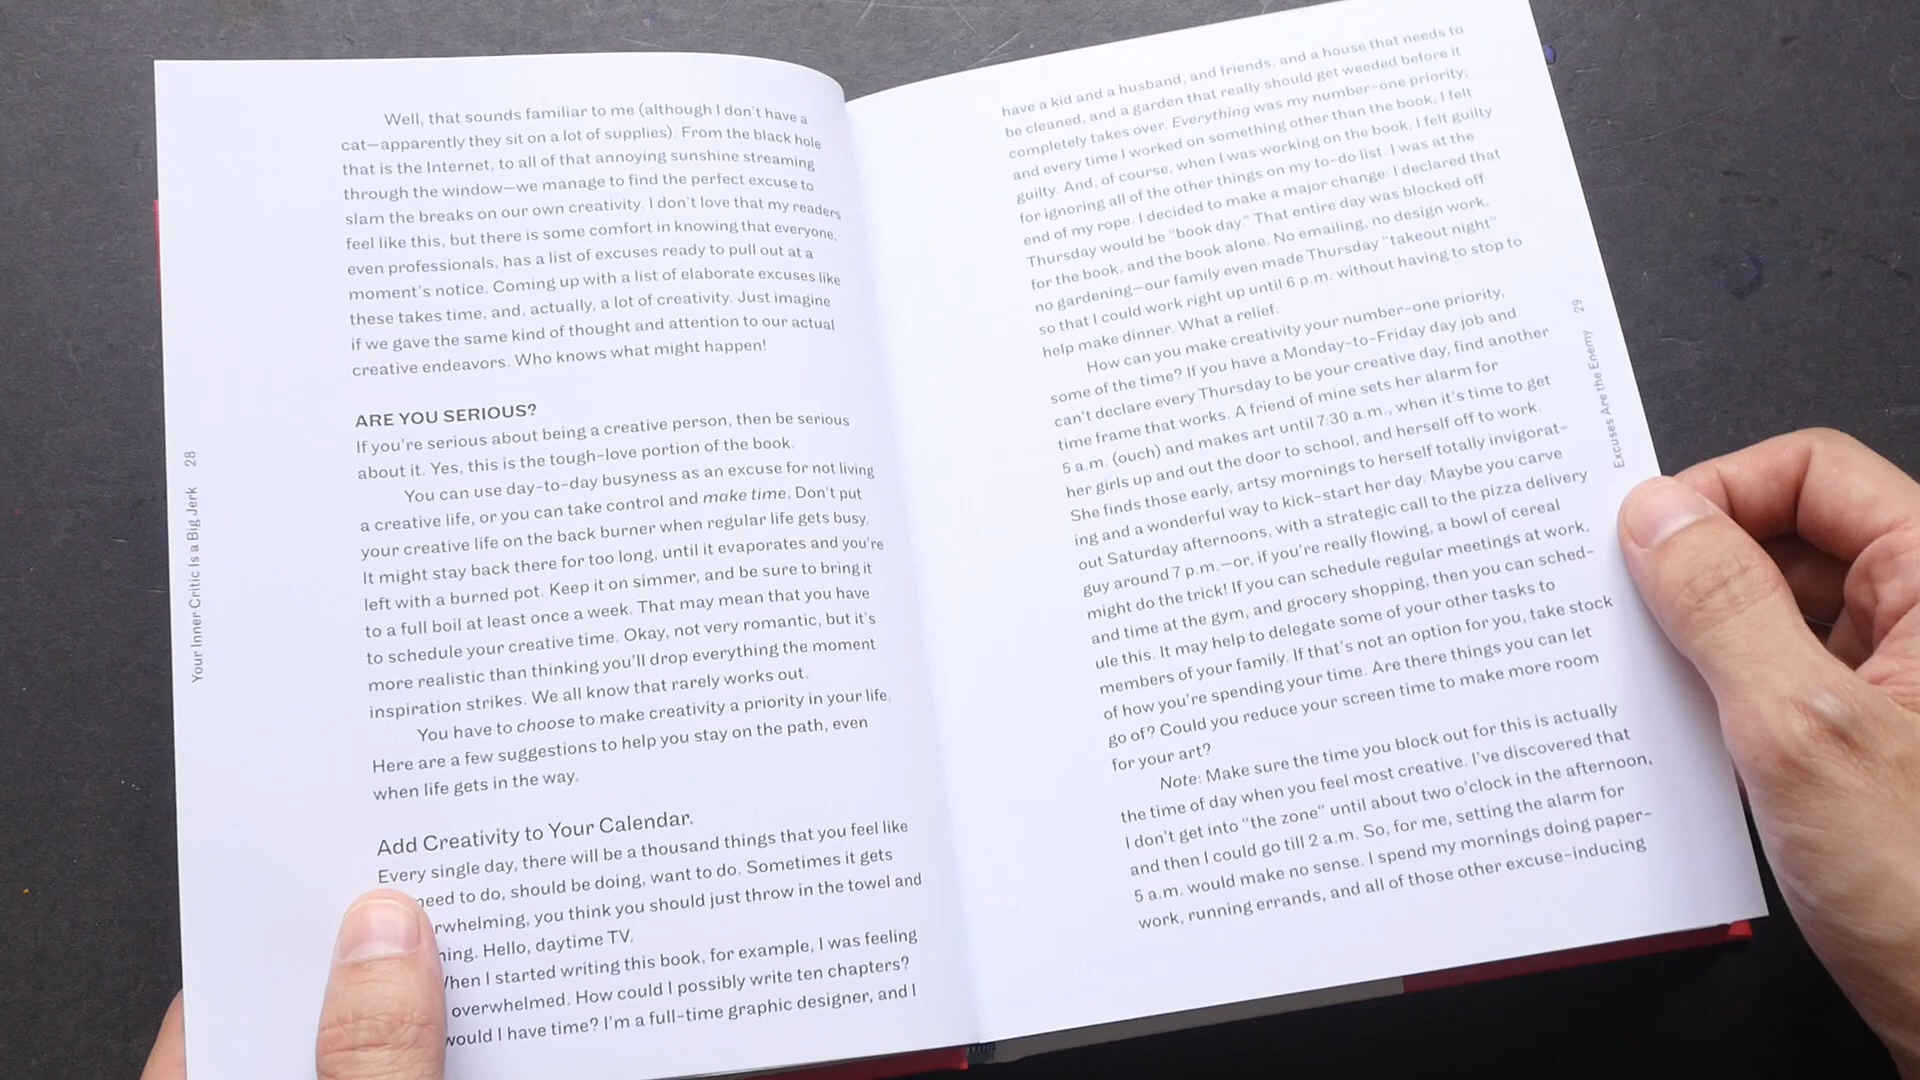 Well, that sounds familiar to me (although I don't have a
cat—apparently they sit on a lot of supplies). From the black hole
that is the Internet, to all of that annoying sunshine streaming
through the window—we manage to find the perfect excuse to
slam the breaks on our own creativity. I don't love that my readers
feel like this, but there is some comfort in knowing that everyone,
even professionals, has a list of excuses ready to pull out at a
moment's notice. Coming up with a list of elaborate excuses like
these takes time, and, actually, a lot of creativity. Just imagine
if we gave the same kind of thought and attention to our actual
creative endeavors. Who knows what might happen!
ARE YOU SERIOUS?
If you're serious about being a creative person, then be serious
about it. Yes, this is the tough-love portion of the book.
You can use day-to-day busyness as an excuse for not living
a creative life, or you can take control and make time. Don't put
your creative life on the back burner when regular life gets busy.
It might stay back there for too long, until it evaporates and you're
left with a burned pot. Keep it on simmer, and be sure to bring it
to a full boil at least once a week. That may mean that you have
to schedule your creative time. Okay, not very romantic, but it's
more realistic than thinking you'll drop everything the moment
inspiration strikes. We all know that rarely works out.
You have to choose to make creativity a priority in your life.
Here are a few suggestions to help you stay on the path, even
when life gets in the way.
Add Creativity to Your Calendar.
Every single day, there will be a thousand things that you feel like
need to do, should be doing, want to do. Sometimes it gets
rwhelming, you think you should just throw in the towel and
hing. Hello, daytime TV.
hen I started writing this book, for example, I was feeling
overwhelmed. How could I possibly write ten chapters?
would I have time? I'm a full-time graphic designer, and I
Your Inner Critic Is a Big Jerk 28
have a kid and a husband, and friends, and a house that needs to
be cleaned, and a garden that really should get weeded before it
completely takes over. Everything was my number-one priority;
and every time I worked on something other than the book, I felt
guilty. And, of course, when I was working on the book, I felt guilty
for ignoring all of the other things on my to-do list. I was at the
end of my rope. I decided to make a major change: I declared that
Thursday would be "book day." That entire day was blocked off
for the book, and the book alone. No emailing, no design work,
no gardening—our family even made Thursday "takeout night"
so that I could work right up until 6 p.m. without having to stop to
help make dinner. What a relief.
How can you make creativity your number-one priority,
some of the time? If you have a Monday-to-Friday day job and
can't declare every Thursday to be your creative day, find another
time frame that works. A friend of mine sets her alarm for
5 a.m. (ouch) and makes art until 7:30 a.m., when it's time to get
her girls up and out the door to school, and herself off to work.
She finds those early, artsy mornings to herself totally invigorat-
ing and a wonderful way to kick-start her day. Maybe you carve
out Saturday afternoons, with a strategic call to the pizza delivery
guy around 7 p.m.—or, if you're really flowing, a bowl of cereal
might do the trick! If you can schedule regular meetings at work,
and time at the gym, and grocery shopping, then you can sched-
ule this. It may help to delegate some of your other tasks to
members of your family. If that's not an option for you, take stock
of how you're spending your time. Are there things you can let
go of? Could you reduce your screen time to make more room
for your art?
Note: Make sure the time you block out for this is actually
the time of day when you feel most creative. I've discovered that
I don't get into "the zone" until about two o'clock in the afternoon,
and then I could go till 2 a.m. So, for me, setting the alarm for
5 a.m. would make no sense. I spend my mornings doing paper-
work, running errands, and all of those other excuse-inducing
Excuses Are the Enemy 29